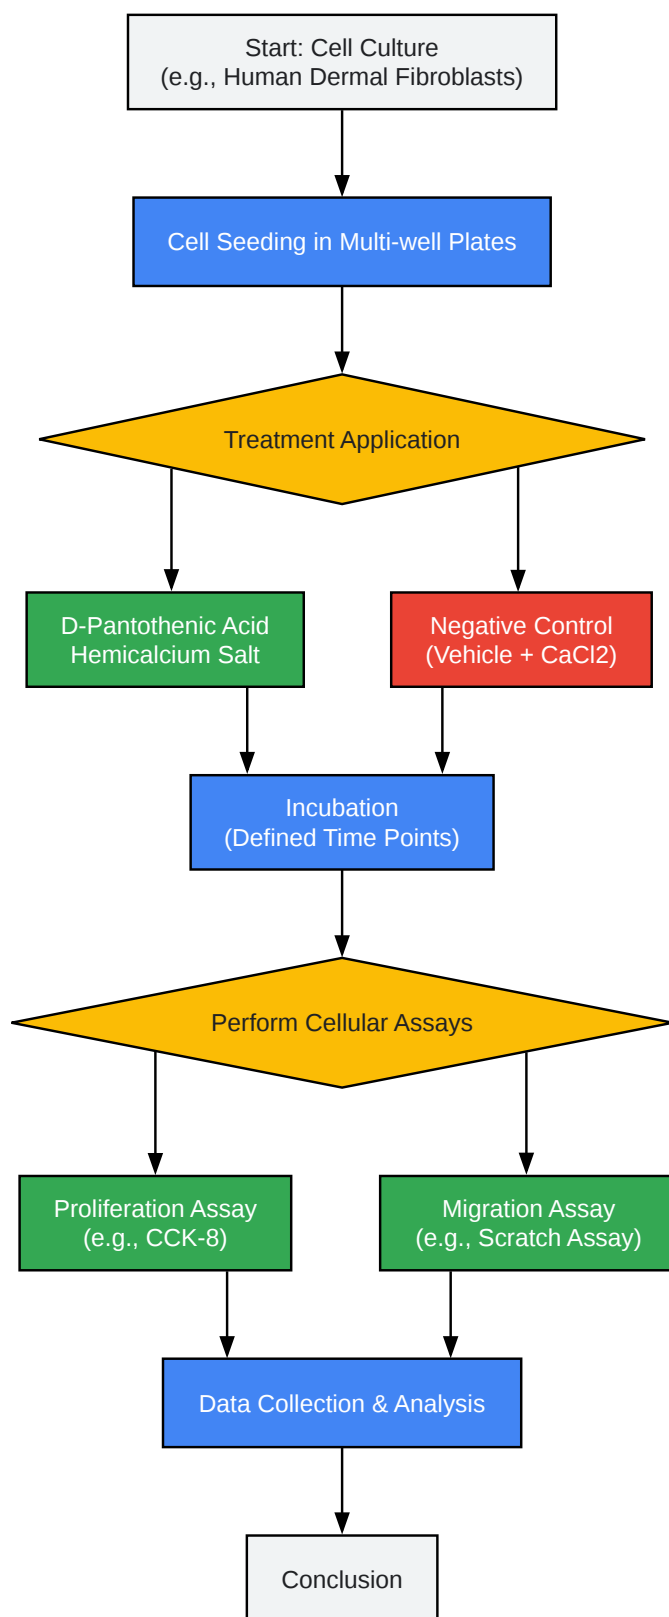 Start: Cell Culture
(e.g., Human Dermal Fibroblasts)
Cell Seeding in Multi-well Plates
Treatment Application
D-Pantothenic Acid
Hemicalcium Salt
Negative Control
(Vehicle + CaCl2)
Incubation
(Defined Time Points)
Perform Cellular Assays
Proliferation Assay
(e.g., CCK-8)
Migration Assay
(e.g., Scratch Assay)
Data Collection & Analysis
Conclusion